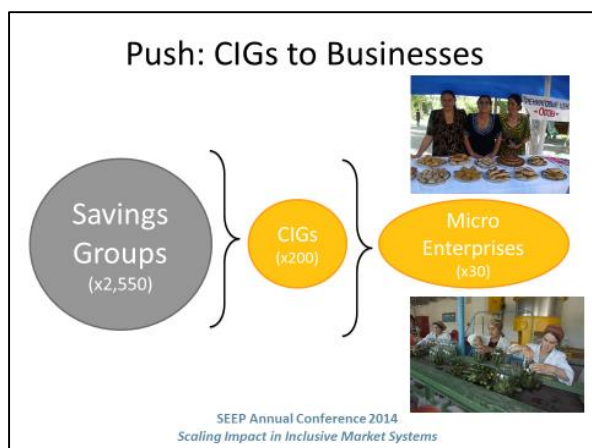 Push: CIGs to Businesses
Savings
Groups
(x2,550)
CIGs
(x200)
Micro
Enterprises
(x30)
SEEP Annual Conference 2014
Scaling Impact in Inclusive Market Systems